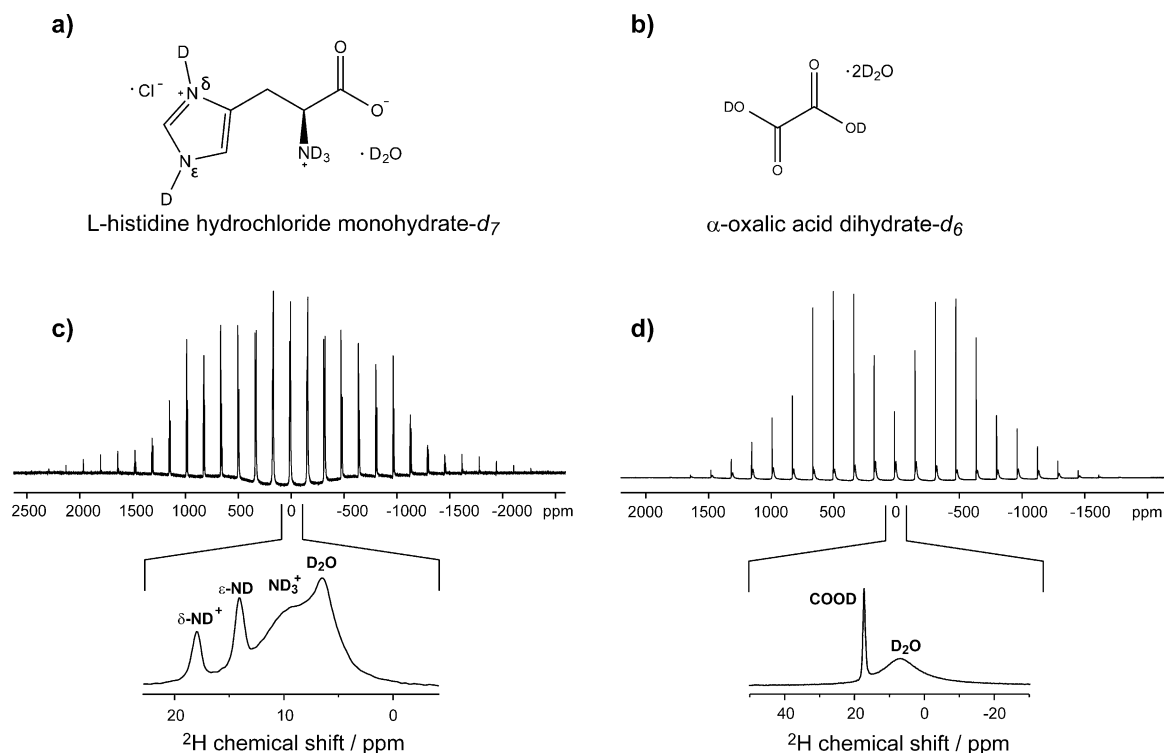 a)
b)
D
N δ
+
· Cl⁻
N
ε
D
O
O⁻
ND₃
+
· D₂O
O
·2D₂O
DO
OD
O
L-histidine hydrochloride monohydrate-d₇
α-oxalic acid dihydrate-d₆
c)
d)
2500 2000 1500 1000 500 0 -500 -1000 -1500 -2000 ppm
2000 1500 1000 500 0 -500 -1000 -1500 ppm
δ-ND⁺
ε-ND
ND₃⁺
D₂O
COOD
D₂O
20 10 0
40 20 0 -20
²H chemical shift / ppm
²H chemical shift / ppm